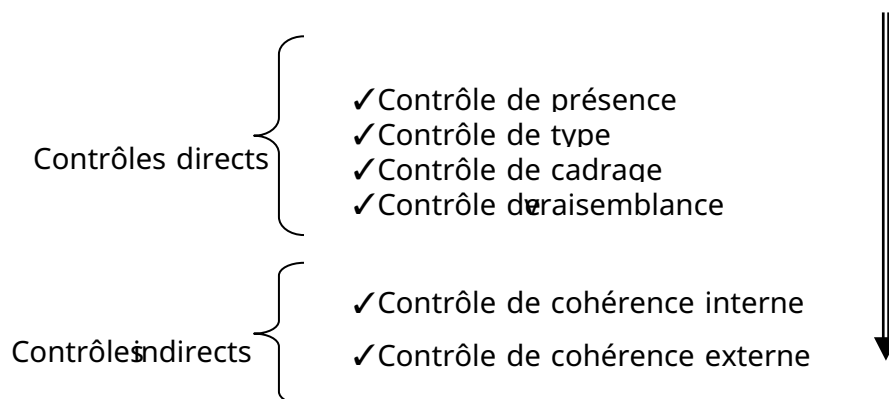 ✓Contrôle de présence
✓Contrôle de type
Contrôles directs
✓Contrôle de cadrage
✓Contrôle de vraisemblance
✓Contrôle de cohérence interne
Contrôles indirects
✓Contrôle de cohérence externe